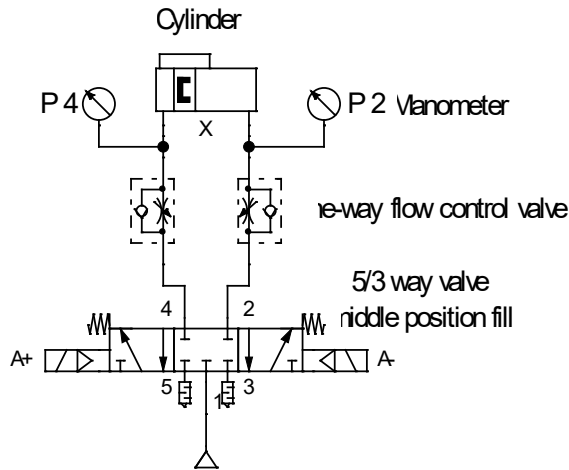 Cylinder
P 4
P 2 Manometer
X
e-way flow control valve
5/3 way valve
4 2
iddle position fill
A+
A-
5 1 3